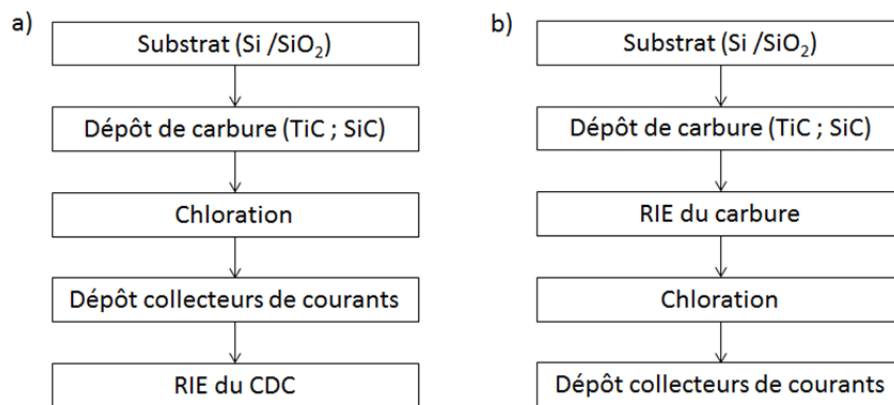 a)
Substrat (Si /SiO₂)
Dépôt de carbure (TiC ; SiC)
Chloration
Dépôt collecteurs de courants
RIE du CDC
b)
Substrat (Si /SiO₂)
Dépôt de carbure (TiC ; SiC)
RIE du carbure
Chloration
Dépôt collecteurs de courants